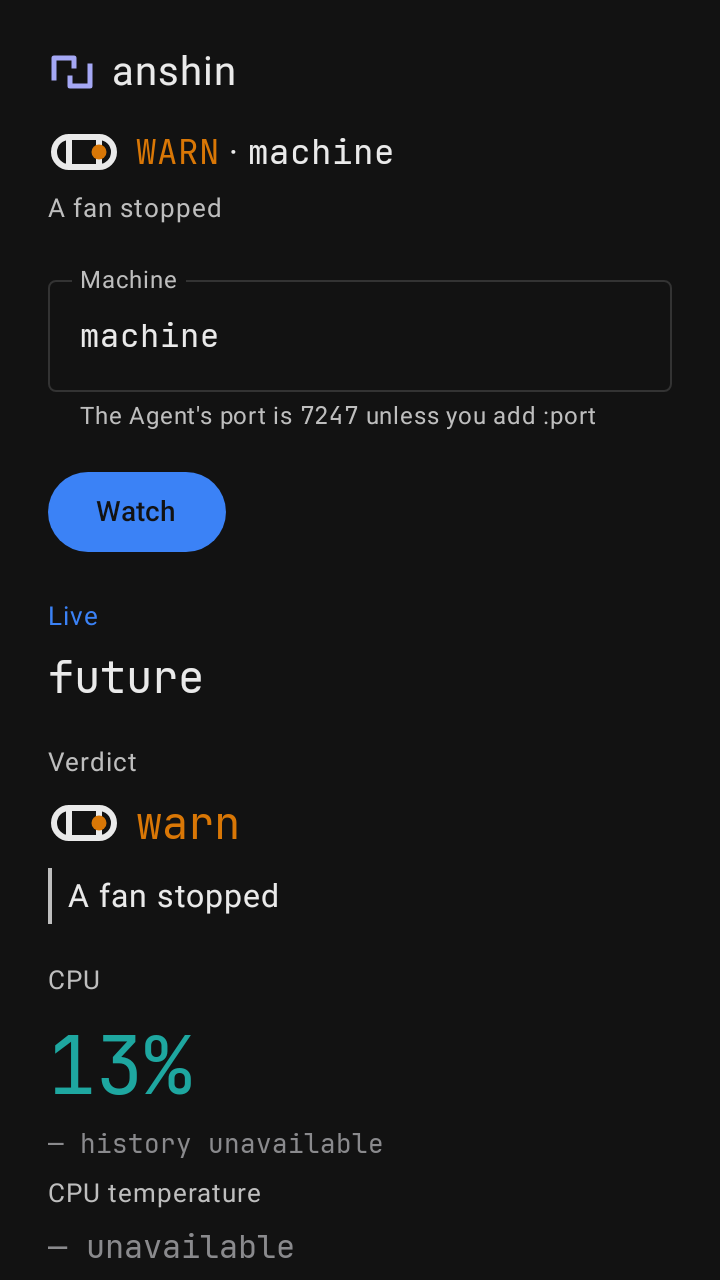 anshin
WARN · machine
A fan stopped
Machine
machine
The Agent's port is 7247 unless you add :port
Watch
Live
future
Verdict
warn
A fan stopped
CPU
13%
— history unavailable
CPU temperature
— unavailable